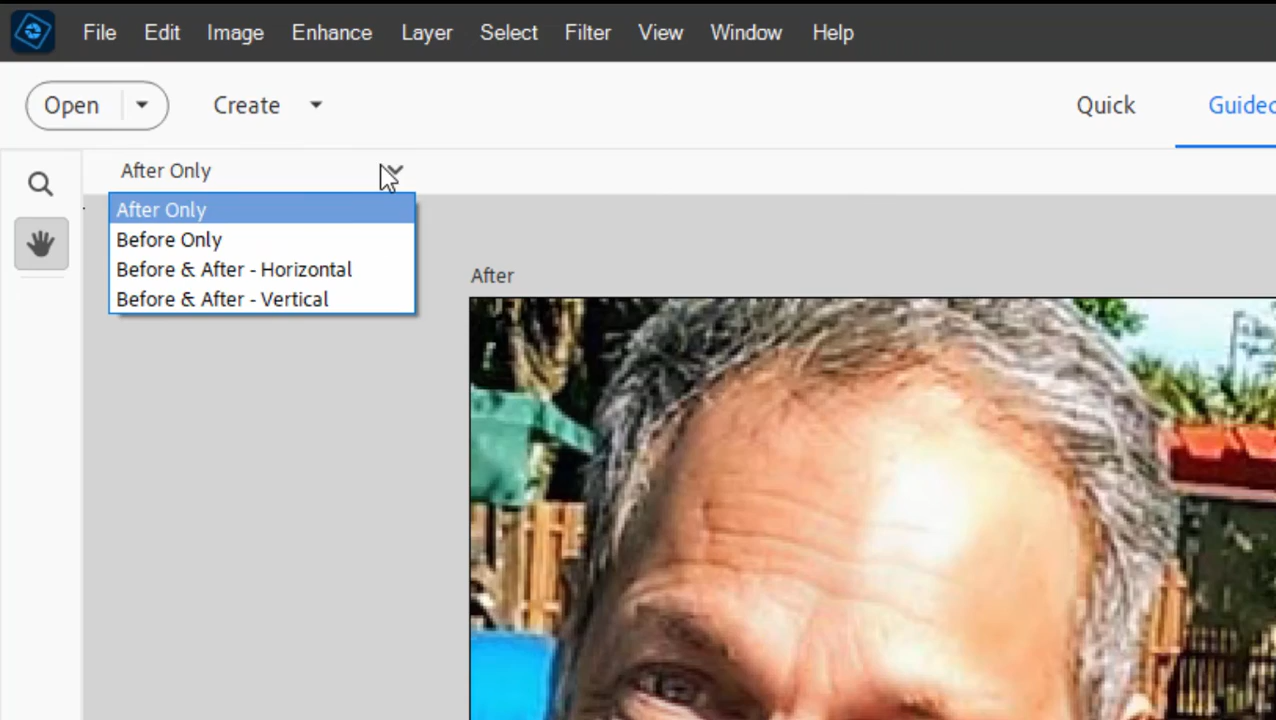 File Edit Image Enhance Layer Select Filter View Window Help
Open Create Quick
After Only
After Only
Before Only
Before & After - Horizontal
Before & After - Vertical
After